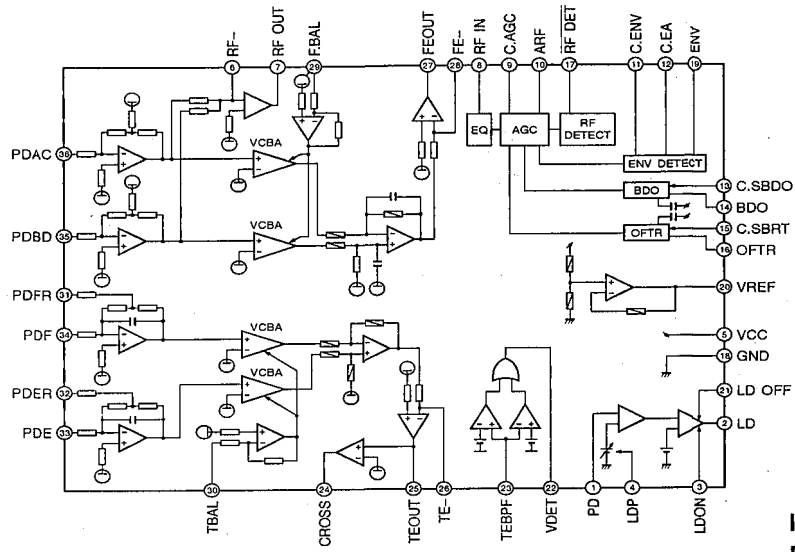 RF-
RF OUT
F.BAL
FEOUT
FE-
RF IN
C.AGC
ARF
RF DET
C.ENV
C.EA
ENV
6
7
29
27
28
8
9
10
17
11
12
19
PDAC 36
VCBA
EQ
AGC
RF DETECT
ENV DETECT
BDO
13 C.SBDO
14 BDO
PDBD 35
VCBA
OFTR
15 C.SBRT
16 OFTR
PDFR 31
20 VREF
PDF 34
VCBA
5 VCC
18 GND
PDER 32
VCBA
21 LD OFF
2 LD
PDE 33
30
24
25
26
23
22
1
4
3
TBAL
CROSS
TEOUT
TE-
TEBPF
VDET
PD
LDP
LDON